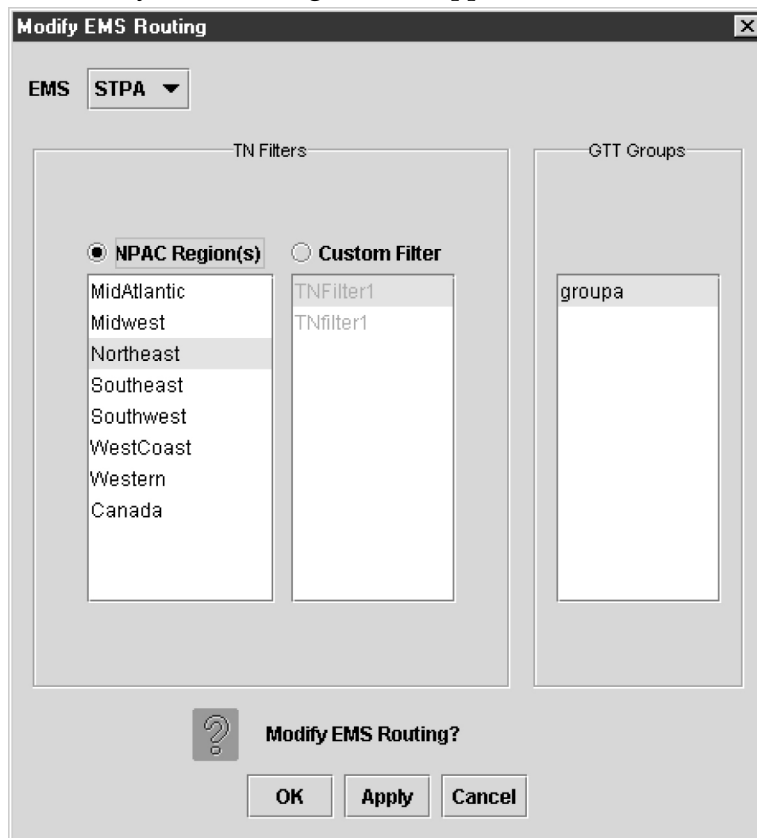 Modify EMS Routing
EMS STPA
TN Filters
GTT Groups
NPAC Region(s)
Custom Filter
MidAtlantic
Midwest
Northeast
Southeast
Southwest
WestCoast
Western
Canada
TNFilter1
TNfilter1
groupa
Modify EMS Routing?
OK Apply Cancel